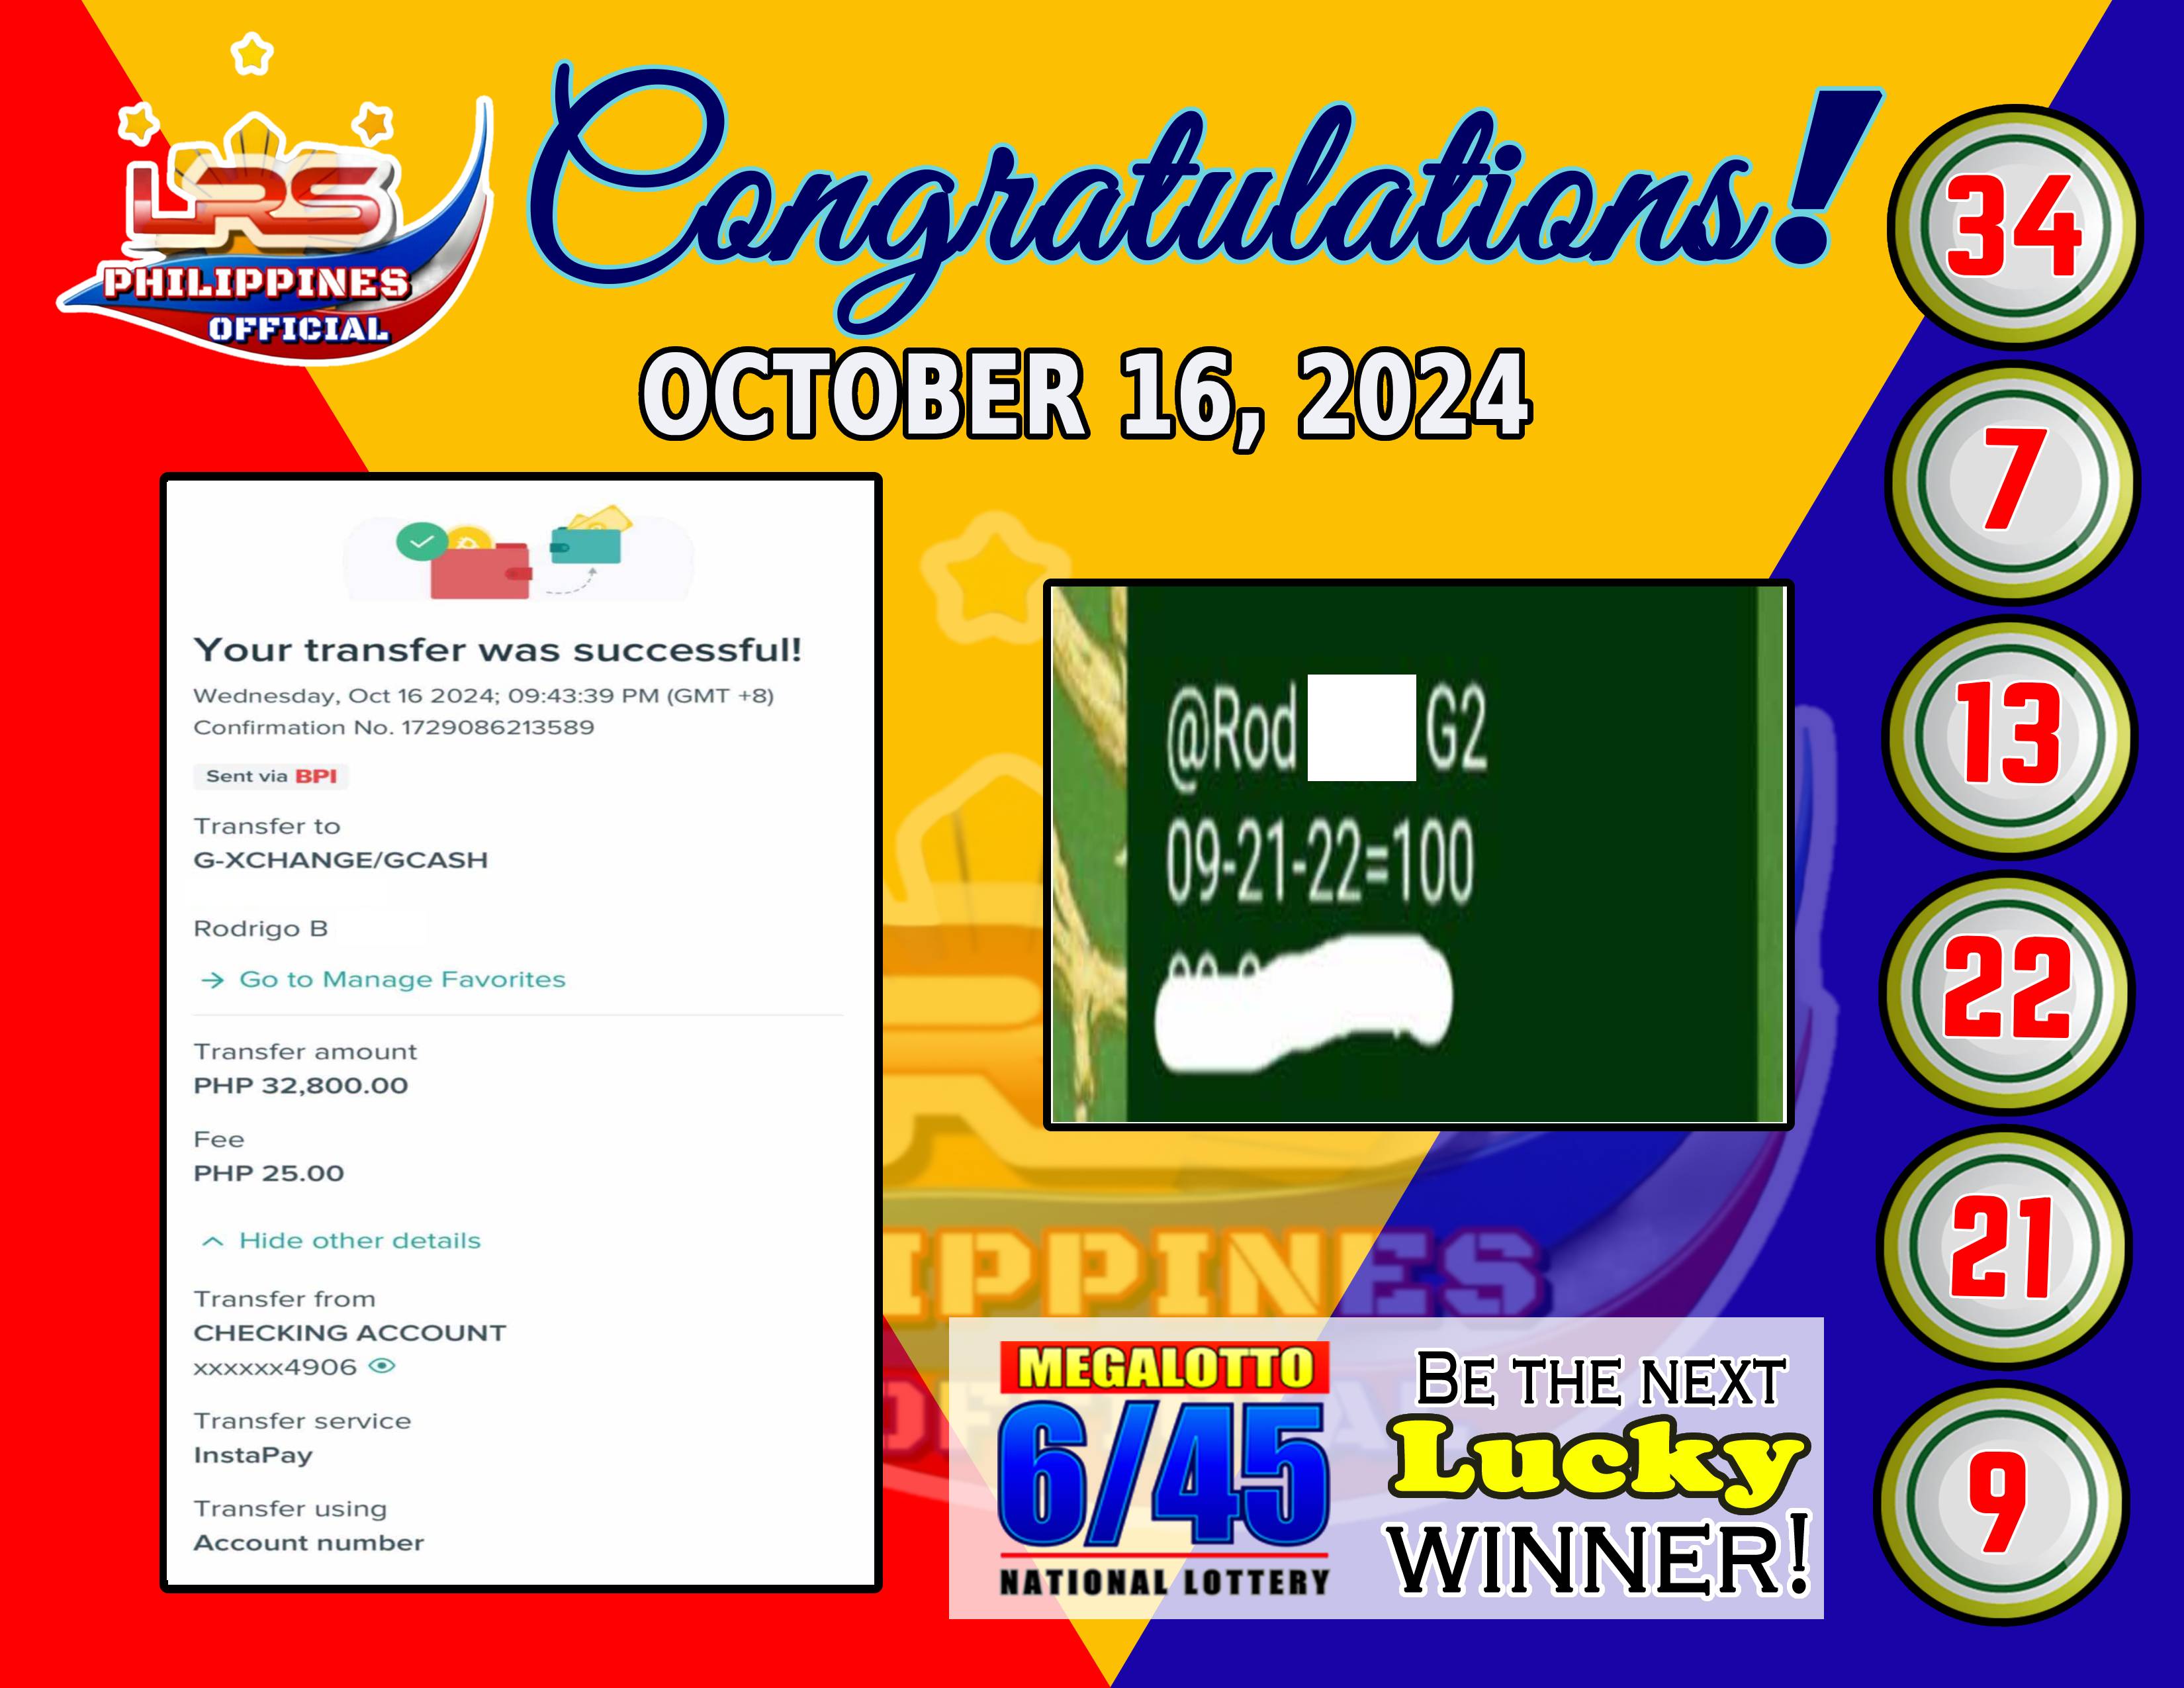 LRS
PHILIPPINES
OFFICIAL
Congratulations!
OCTOBER 16, 2024
Your transfer was successful!
Wednesday, Oct 16 2024; 09:43:39 PM (GMT +8)
Confirmation No. 1729086213589
Sent via BPI
Transfer to
G-XCHANGE/GCASH
Rodrigo B
→ Go to Manage Favorites
Transfer amount
PHP 32,800.00
Fee
PHP 25.00
Hide other details
Transfer from
CHECKING ACCOUNT
xxxxxx4906
Transfer service
InstaPay
Transfer using
Account number
@Rod G2
09-21-22=100
IPPINES
MEGALOTTO
6/45
NATIONAL LOTTERY
BE THE NEXT
Lucky
WINNER!
34
7
13
22
21
9